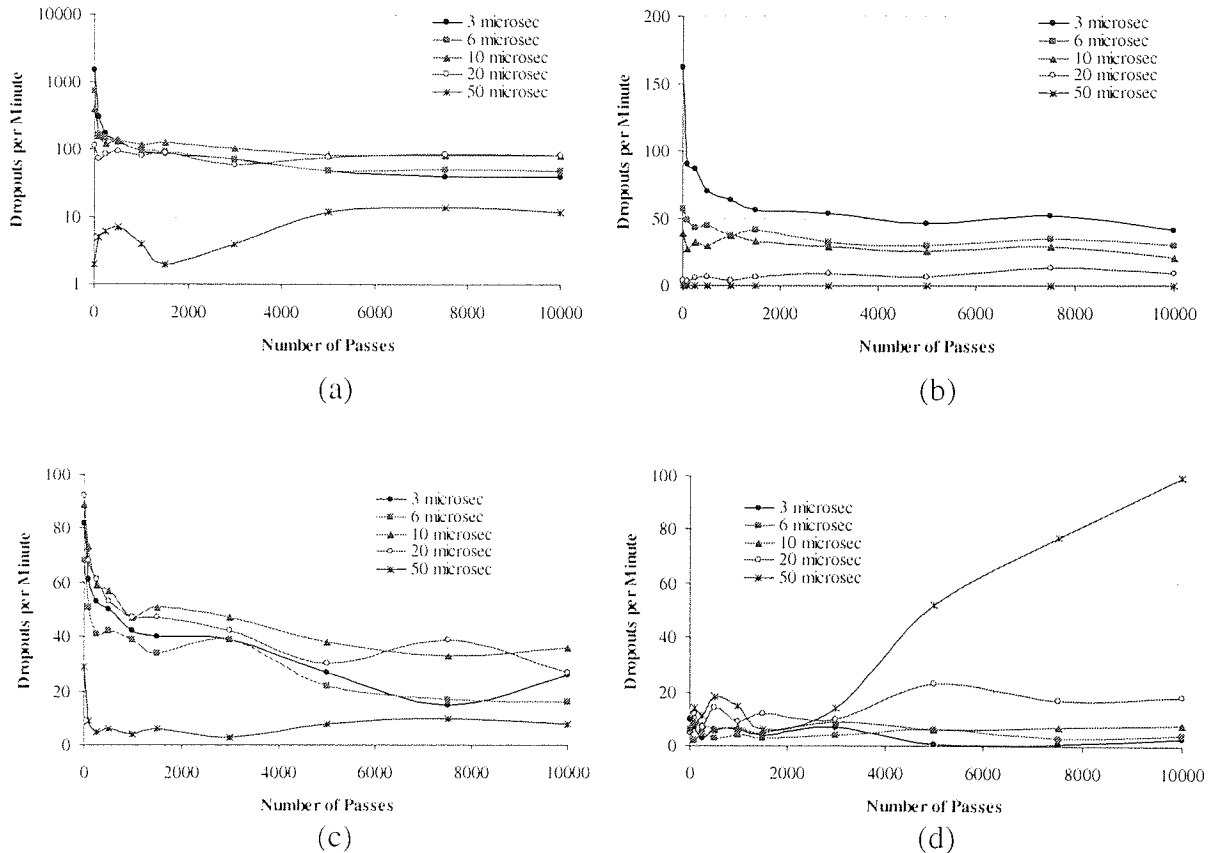 10000
1000
100
10
1
Dropouts per Minute
3 microsec
6 microsec
10 microsec
20 microsec
50 microsec
0 2000 4000 6000 8000 10000
Number of Passes
(a)
200
150
100
50
0
Dropouts per Minute
3 microsec
6 microsec
10 microsec
20 microsec
50 microsec
0 2000 4000 6000 8000 10000
Number of Passes
(b)
100
80
60
40
20
0
Dropouts per Minute
3 microsec
6 microsec
10 microsec
20 microsec
50 microsec
0 2000 4000 6000 8000 10000
Number of Passes
(c)
100
80
60
40
20
0
Dropouts per Minute
3 microsec
6 microsec
10 microsec
20 microsec
50 microsec
0 2000 4000 6000 8000 10000
Number of Passes
(d)